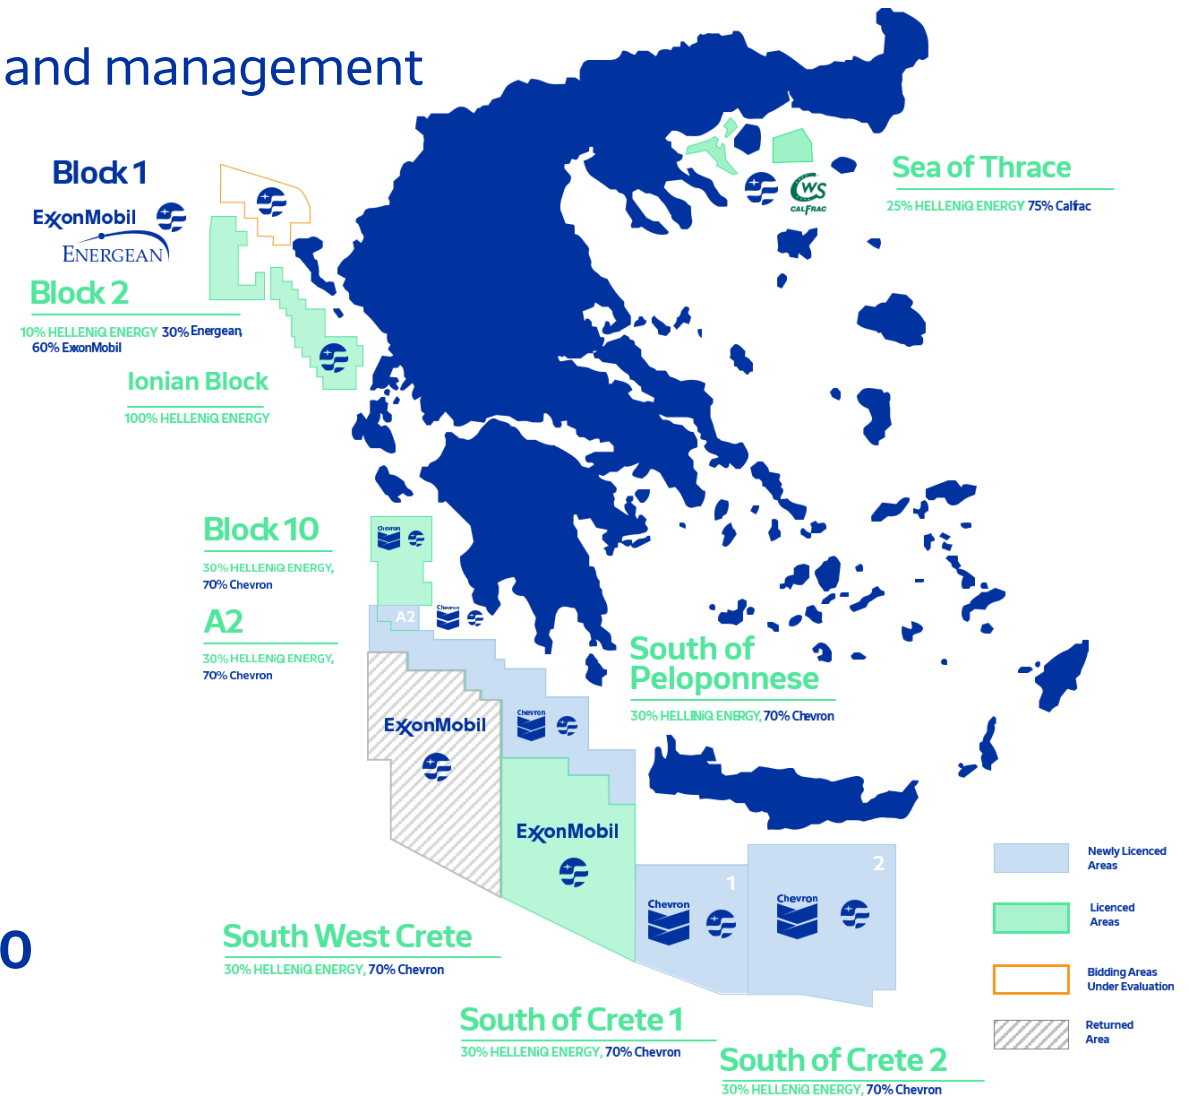 and management
Block 1
ExxonMobil
ENERGEAN
Block 2
10% HELLENiQ ENERGY 30% Energean,
60% ExxonMobil
Ionian Block
100% HELLENiQ ENERGY
Sea of Thrace
25% HELLENiQ ENERGY 75% Calfrac
CWS
CALFRAC
Block 10
30% HELLENiQ ENERGY,
70% Chevron
Chevron
A2
30% HELLENiQ ENERGY,
70% Chevron
A2
Chevron
South of
Peloponnese
30% HELLENiQ ENERGY, 70% Chevron
ExxonMobil
Chevron
ExxonMobil
1
Chevron
2
Chevron
Newly Licenced
Areas
Licenced
Areas
Bidding Areas
Under Evaluation
Returned
Area
0
South West Crete
30% HELLENiQ ENERGY, 70% Chevron
South of Crete 1
30% HELLENiQ ENERGY, 70% Chevron
South of Crete 2
30% HELLENiQ ENERGY, 70% Chevron